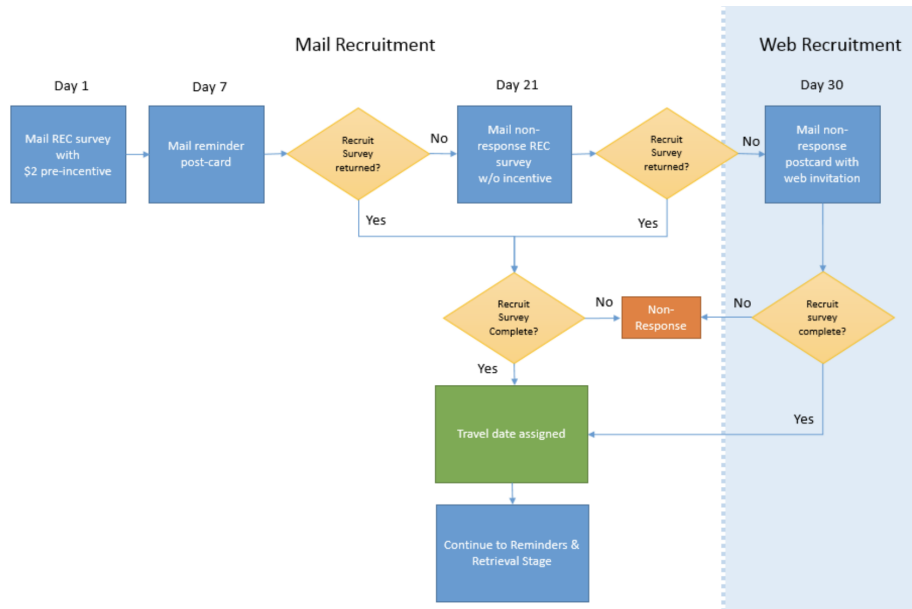 Mail Recruitment
Web Recruitment
Day 1
Day 7
Day 21
Day 30
Mail REC survey
with
$2 pre-incentive
Mail reminder
post-card
Recruit
Survey
returned?
No
Mail non-
response REC
survey
w/o incentive
Recruit
Survey
returned?
No
Mail non-
response
postcard with
web invitation
Yes
Yes
Recruit
Survey
Complete?
No
Non-
Response
No
Recruit
survey
complete?
Yes
Yes
Travel date assigned
Continue to Reminders &
Retrieval Stage